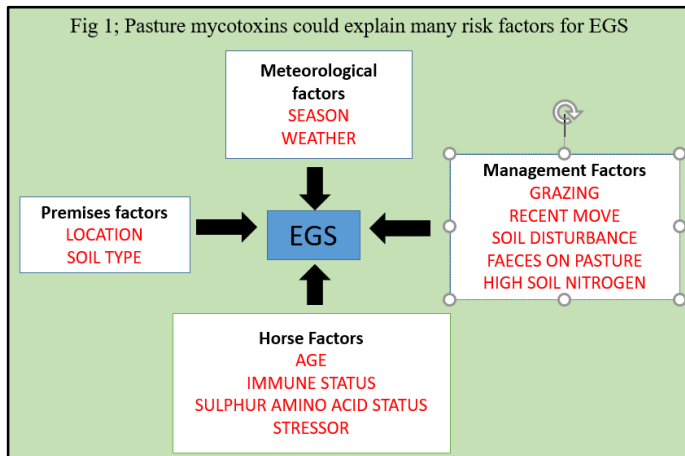 Fig 1; Pasture mycotoxins could explain many risk factors for EGS
Meteorological
factors
SEASON
WEATHER
Management Factors
GRAZING
RECENT MOVE
SOIL DISTURBANCE
FAECES ON PASTURE
HIGH SOIL NITROGEN
Premises factors
LOCATION
SOIL TYPE
EGS
Horse Factors
AGE
IMMUNE STATUS
SULPHUR AMINO ACID STATUS
STRESSOR